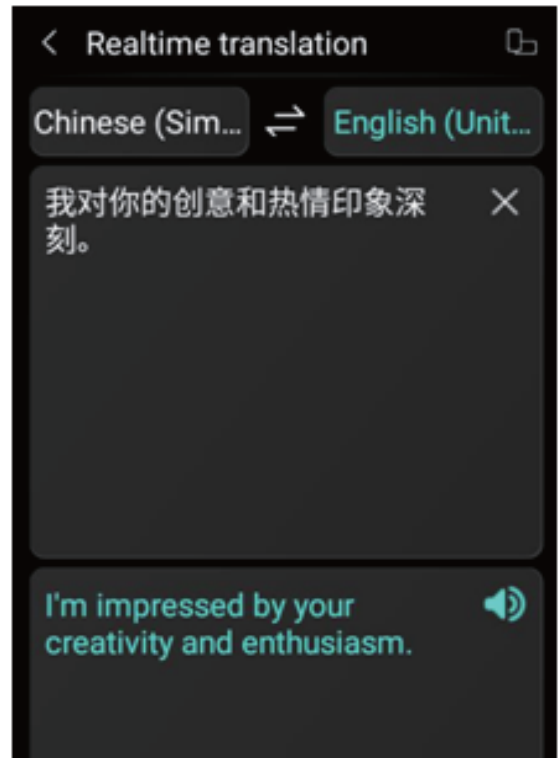 Realtime translation
Chinese (Sim...
English (Unit...
我对你的创意和热情印象深
刻。
I'm impressed by your
creativity and enthusiasm.